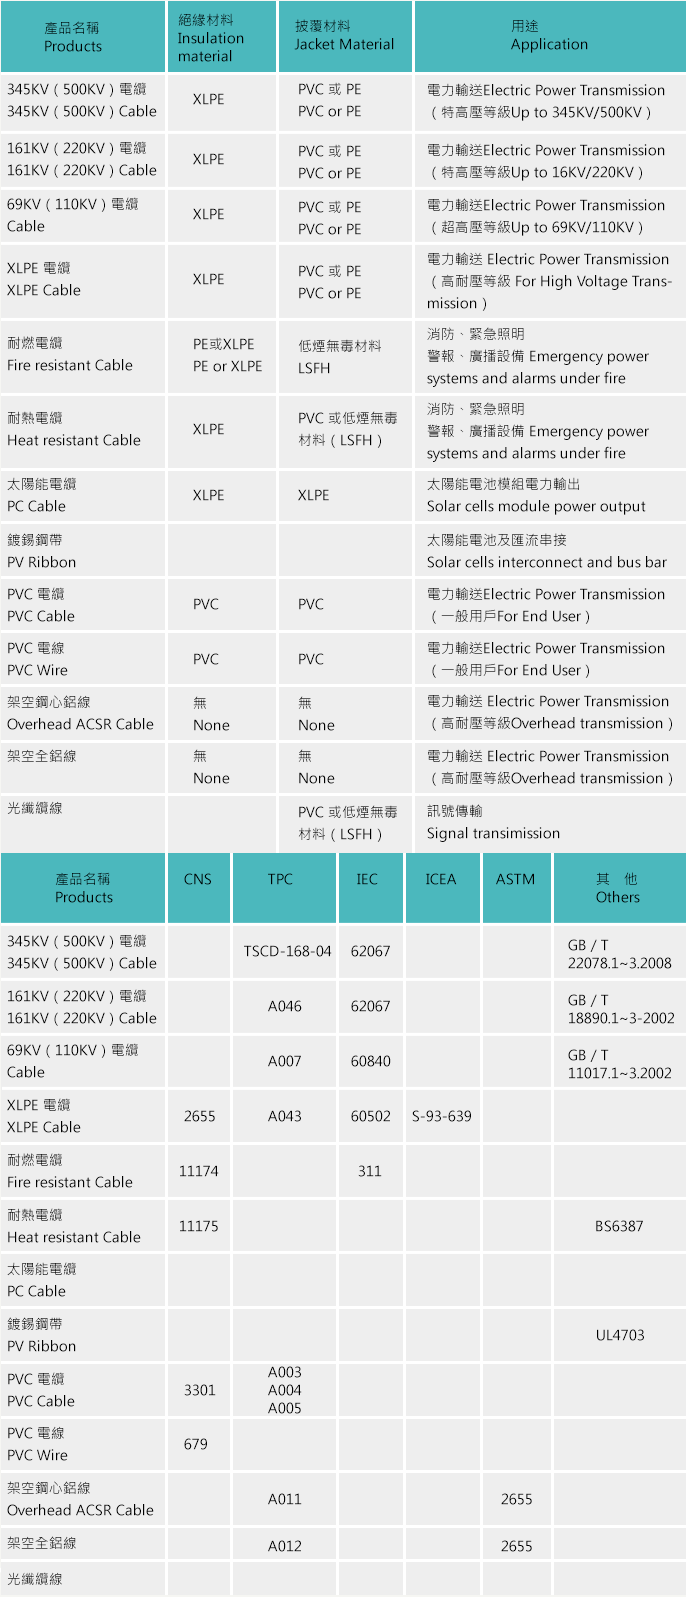 產品名稱
Products
絕緣材料
Insulation
material
披覆材料
Jacket Material
用途
Application
345KV ( 500KV ) 電纜
345KV ( 500KV ) Cable
XLPE
PVC 或 PE
PVC or PE
電力輸送Electric Power Transmission
( 特高壓等級Up to 345KV/500KV )
161KV ( 220KV ) 電纜
161KV ( 220KV ) Cable
XLPE
PVC 或 PE
PVC or PE
電力輸送Electric Power Transmission
( 特高壓等級Up to 16KV/220KV )
69KV ( 110KV ) 電纜
Cable
XLPE
PVC 或 PE
PVC or PE
電力輸送Electric Power Transmission
( 超高壓等級Up to 69KV/110KV )
XLPE 電纜
XLPE Cable
XLPE
PVC 或 PE
PVC or PE
電力輸送 Electric Power Transmission
( 高耐壓等級 For High Voltage Trans-
mission )
耐燃電纜
Fire resistant Cable
PE或XLPE
PE or XLPE
低煙無毒材料
LSFH
消防、緊急照明
警報、廣播設備 Emergency power
systems and alarms under fire
耐熱電纜
Heat resistant Cable
XLPE
PVC 或低煙無毒
材料 ( LSFH )
消防、緊急照明
警報、廣播設備 Emergency power
systems and alarms under fire
太陽能電纜
PC Cable
XLPE
XLPE
太陽能電池模組電力輸出
Solar cells module power output
鍍錫鋼帶
PV Ribbon
太陽能電池及匯流串接
Solar cells interconnect and bus bar
PVC 電纜
PVC Cable
PVC
PVC
電力輸送Electric Power Transmission
( 一般用戶For End User )
PVC 電線
PVC Wire
PVC
PVC
電力輸送Electric Power Transmission
( 一般用戶For End User )
架空鋼心鋁線
Overhead ACSR Cable
無
None
無
None
電力輸送 Electric Power Transmission
( 高耐壓等級Overhead transmission )
架空全鋁線
無
None
無
None
電力輸送 Electric Power Transmission
( 高耐壓等級Overhead transmission )
光纖纜線
PVC 或低煙無毒
材料 ( LSFH )
訊號傳輸
Signal transimission
產品名稱
Products
CNS
TPC
IEC
ICEA
ASTM
其 他
Others
345KV ( 500KV ) 電纜
345KV ( 500KV ) Cable
TSCD-168-04
62067
GB / T
22078.1~3.2008
161KV ( 220KV ) 電纜
161KV ( 220KV ) Cable
A046
62067
GB / T
18890.1~3-2002
69KV ( 110KV ) 電纜
Cable
A007
60840
GB / T
11017.1~3.2002
XLPE 電纜
XLPE Cable
2655
A043
60502
S-93-639
耐燃電纜
Fire resistant Cable
11174
311
耐熱電纜
Heat resistant Cable
11175
BS6387
太陽能電纜
PC Cable
鍍錫鋼帶
PV Ribbon
UL4703
PVC 電纜
PVC Cable
3301
A003
A004
A005
PVC 電線
PVC Wire
679
架空鋼心鋁線
Overhead ACSR Cable
A011
2655
架空全鋁線
A012
2655
光纖纜線